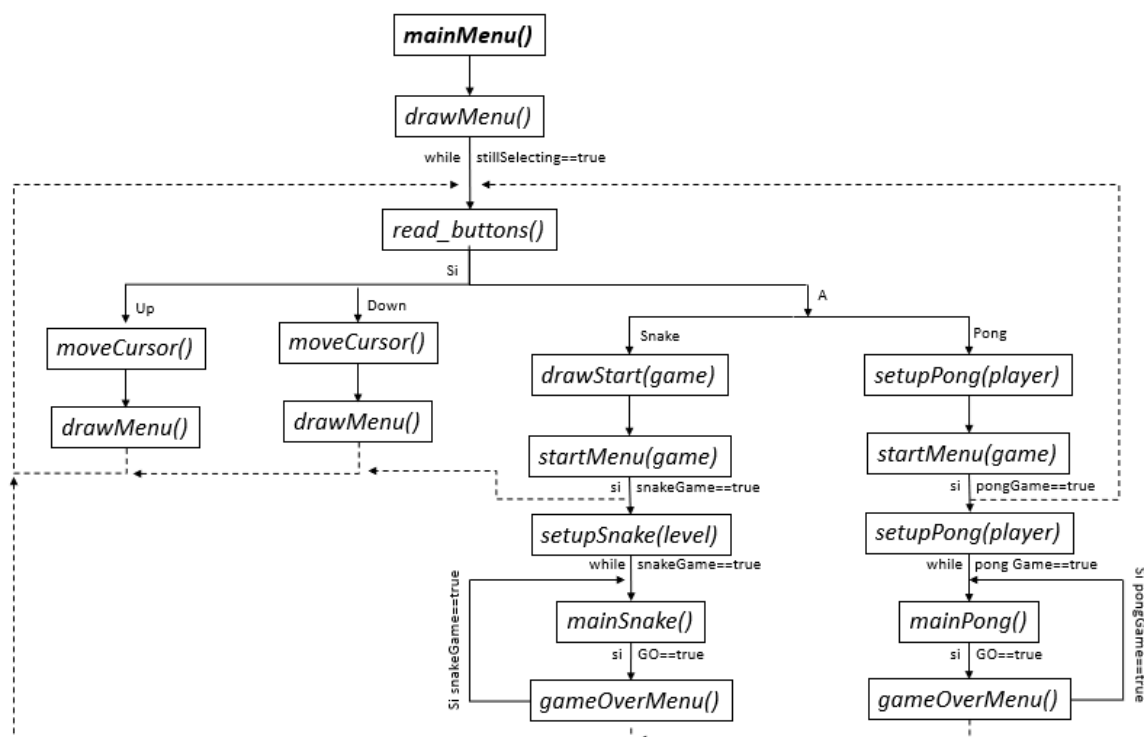 mainMenu()
drawMenu()
while stillSelecting==true
read_buttons()
Si
Up
Down
A
moveCursor()
moveCursor()
Snake
Pong
drawStart(game)
setupPong(player)
drawMenu()
drawMenu()
startMenu(game)
startMenu(game)
si snakeGame==true
si pongGame==true
setupSnake(level)
setupPong(player)
while snakeGame==true
while pong Game==true
Si snakeGame==true
Si pongGame==true
mainSnake()
mainPong()
si GO==true
si GO==true
gameOverMenu()
gameOverMenu()